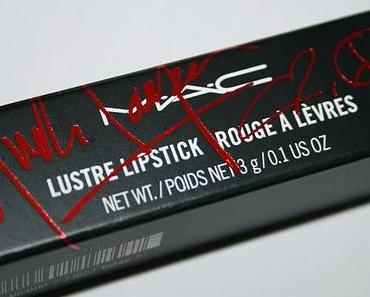 MAC
LUSTRE LIPSTICK ROUGE À LÈVRES
NET WT./POIDS NET 3 g/0.1 US OZ